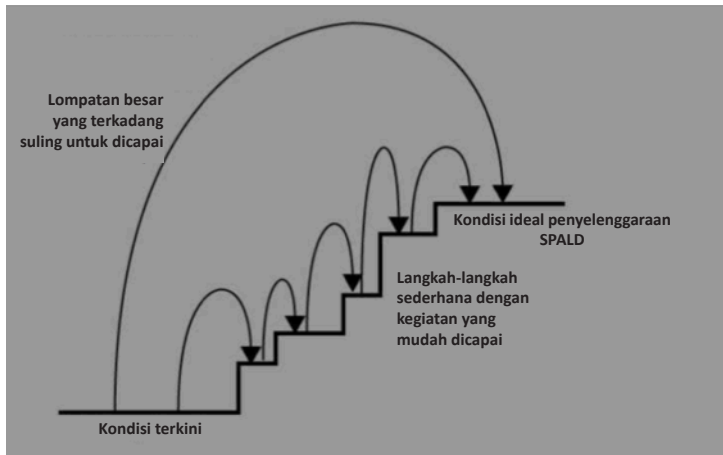 Lompatan besar
yang terkadang
suling untuk dicapai
Kondisi ideal penyelenggaraan
SPALD
Langkah-langkah
sederhana dengan
kegiatan yang
mudah dicapai
Kondisi terkini